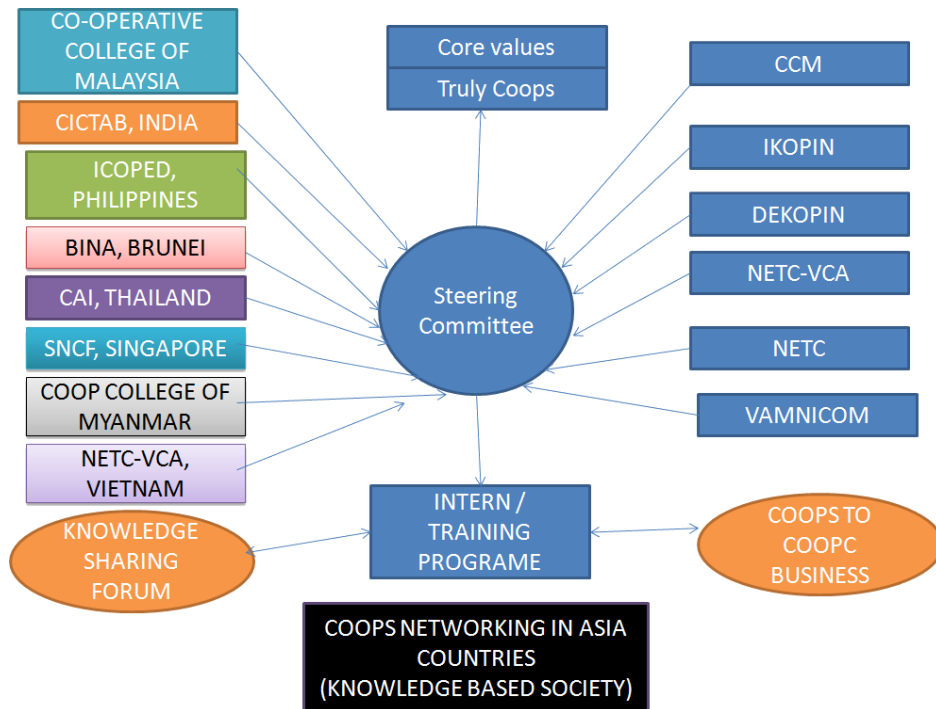 CO-OPERATIVE
COLLEGE OF
MALAYSIA
CICTAB, INDIA
ICOPED,
PHILIPPINES
BINA, BRUNEI
CAI, THAILAND
SNCF, SINGAPORE
COOP COLLEGE OF
MYANMAR
NETC-VCA,
VIETNAM
KNOWLEDGE
SHARING
FORUM
Core values
Truly Coops
Steering
Committee
INTERN /
TRAINING
PROGRAME
CCM
IKOPIN
DEKOPIN
NETC-VCA
NETC
VAMNICOM
COOPS TO
COOPC
BUSINESS
COOPS NETWORKING IN ASIA
COUNTRIES
(KNOWLEDGE BASED SOCIETY)